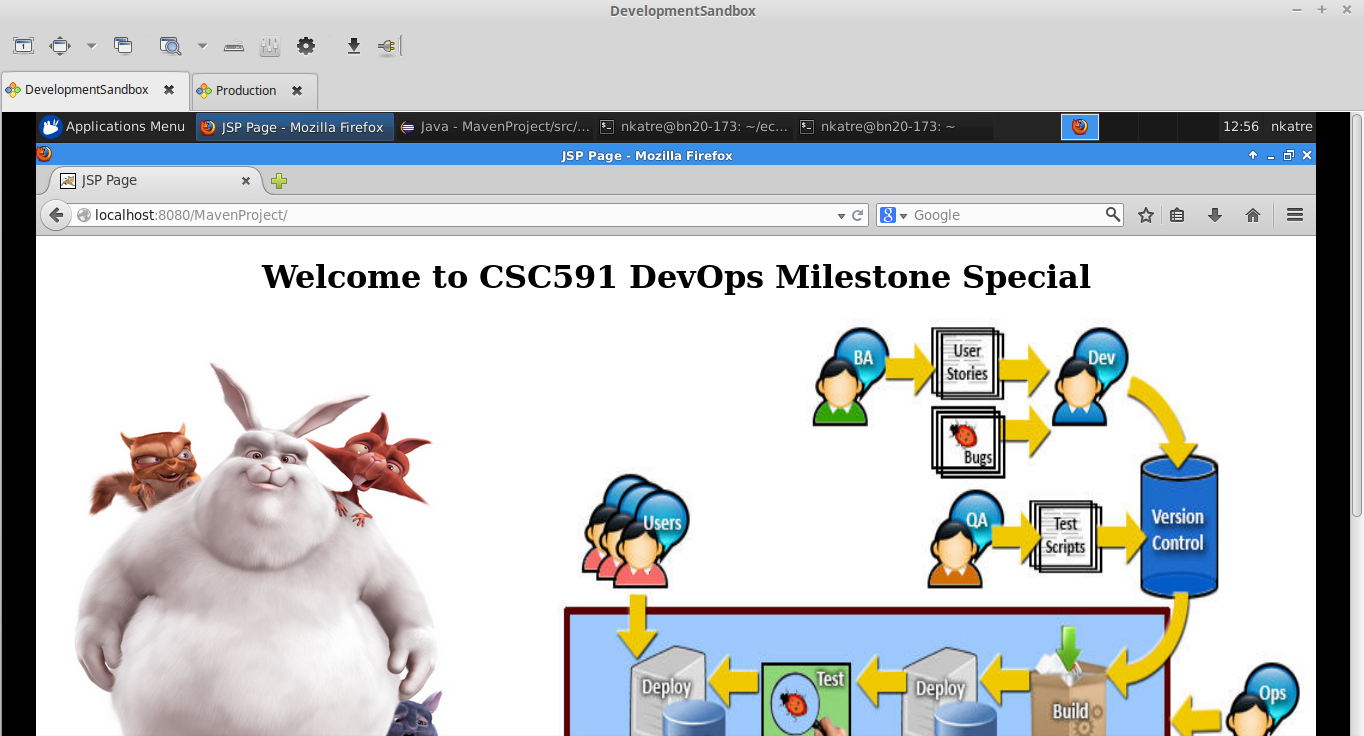 DevelopmentSandbox
DevelopmentSandbox
Production
Applications Menu
JSP Page - Mozilla Firefox
Java - MavenProject/src/...
nkatre@bn20-173: ~/ec...
nkatre@bn20-173: ~
12:56
nkatre
JSP Page - Mozilla Firefox
JSP Page
localhost:8080/MavenProject/
8
Google
Welcome to CSC591 DevOps Milestone Special
BA
User
Stories
Dev
Bugs
Users
QA
Test
Scripts
Version
Control
Deploy
Test
Deploy
Build
Ops